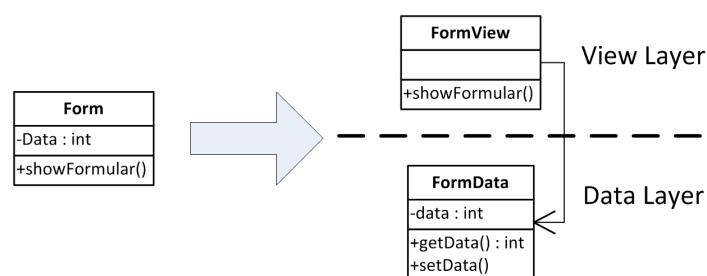 Form
-Data : int
+showFormular()
FormView
+showFormular()
View Layer
FormData
-data : int
+getData() : int
+setData()
Data Layer